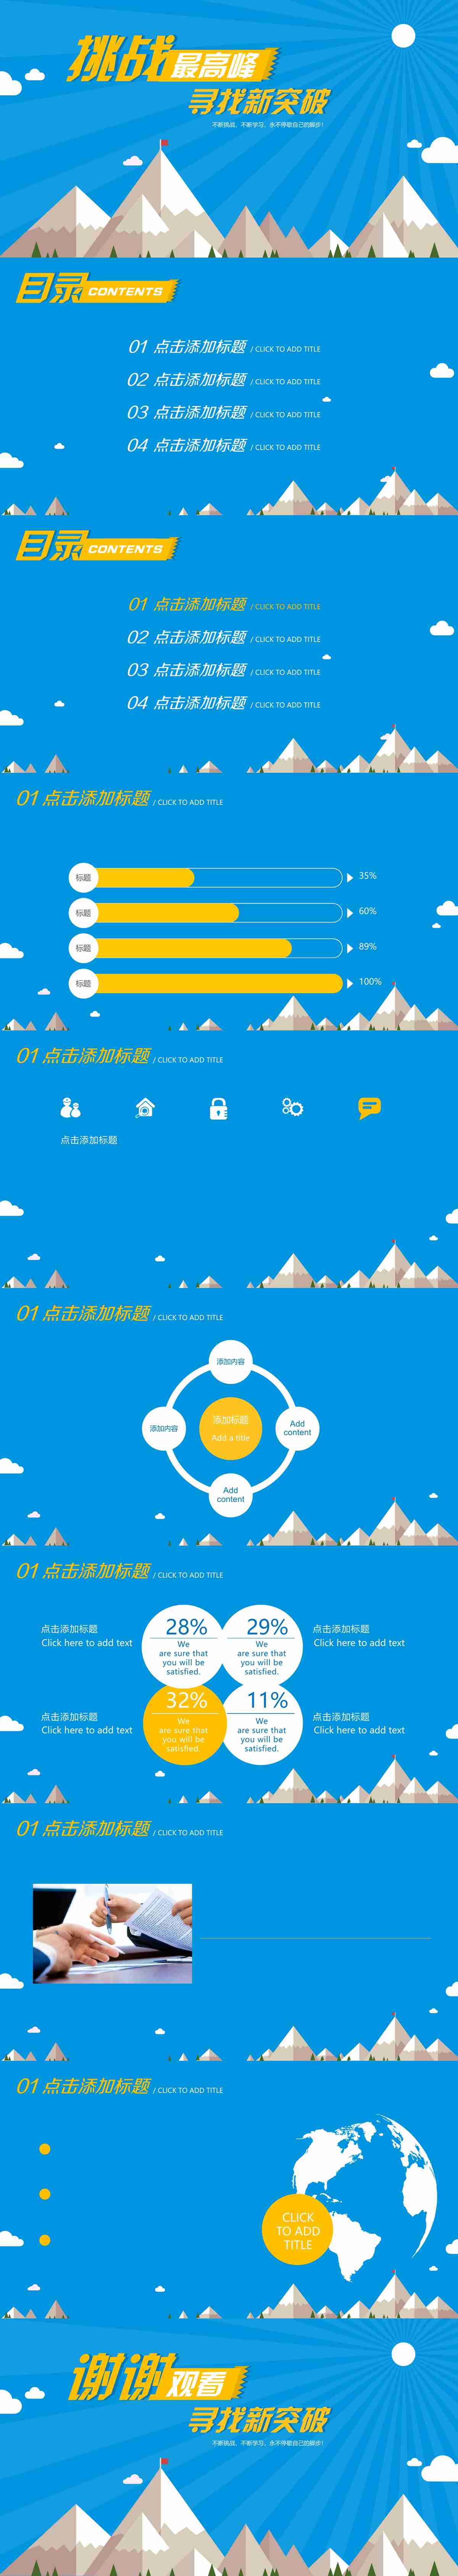 挑战最高峰
寻找新突破
不断挑战，不断学习，永不停歇自己的脚步！
目录 CONTENTS
01 点击添加标题 / CLICK TO ADD TITLE
02 点击添加标题 / CLICK TO ADD TITLE
03 点击添加标题 / CLICK TO ADD TITLE
04 点击添加标题 / CLICK TO ADD TITLE
目录 CONTENTS
01 点击添加标题 / CLICK TO ADD TITLE
02 点击添加标题 / CLICK TO ADD TITLE
03 点击添加标题 / CLICK TO ADD TITLE
04 点击添加标题 / CLICK TO ADD TITLE
01 点击添加标题 / CLICK TO ADD TITLE
标题 35%
标题 60%
标题 89%
标题 100%
01 点击添加标题 / CLICK TO ADD TITLE
点击添加标题
01 点击添加标题 / CLICK TO ADD TITLE
添加内容
添加内容
添加标题
Add a title
Add
content
Add
content
01 点击添加标题 / CLICK TO ADD TITLE
点击添加标题
Click here to add text
28%
We
are sure that
you will be
satisfied.
29%
We
are sure that
you will be
satisfied.
点击添加标题
Click here to add text
点击添加标题
Click here to add text
32%
We
are sure that
you will be
satisfied.
11%
We
are sure that
you will be
satisfied.
点击添加标题
Click here to add text
01 点击添加标题 / CLICK TO ADD TITLE
01 点击添加标题 / CLICK TO ADD TITLE
CLICK
TO ADD
TITLE
谢谢观看
寻找新突破
不断挑战，不断学习，永不停歇自己的脚步！